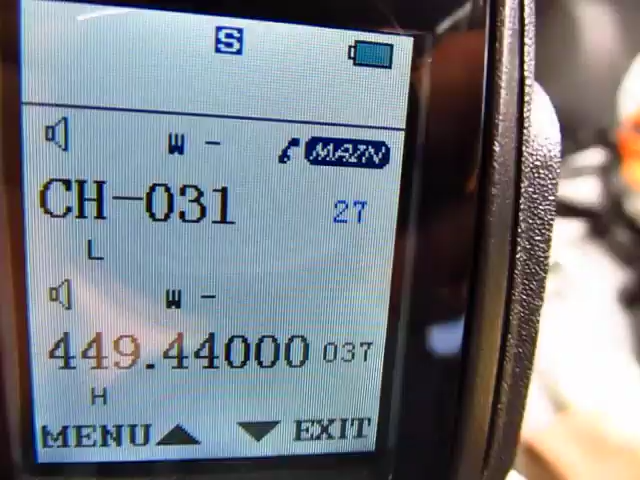 S
W - MAIN
CH-031 27
L
W -
449.44000 037
H
MENU▲ ▼ EXIT